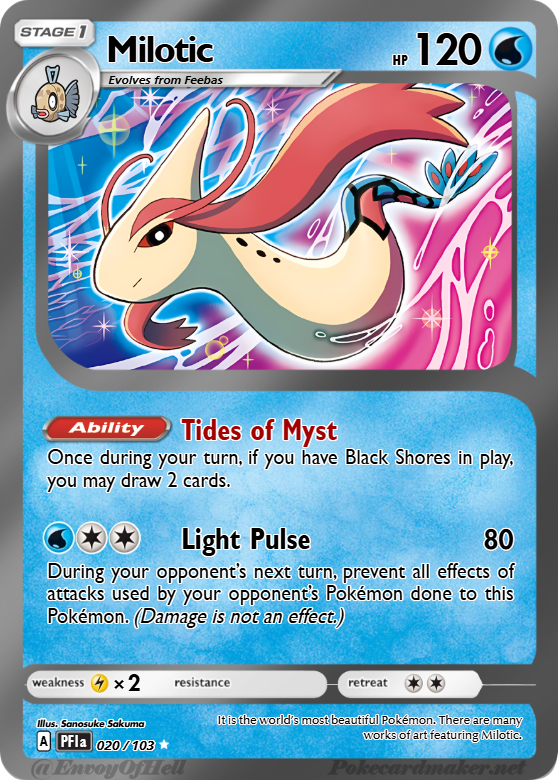 STAGE 1
Milotic
HP 120
Evolves from Feebas
Ability Tides of Myst
Once during your turn, if you have Black Shores in play,
you may draw 2 cards.
Light Pulse 80
During your opponent's next turn, prevent all effects of
attacks used by your opponent's Pokémon done to this
Pokémon. (Damage is not an effect.)
weakness ×2 resistance retreat
Illus. Sanosuke Sakuma
A PFIa 020/103
It is the world's most beautiful Pokémon. There are many
works of art featuring Milotic.
@EnvoyOfHell
Pokecardmaker.net